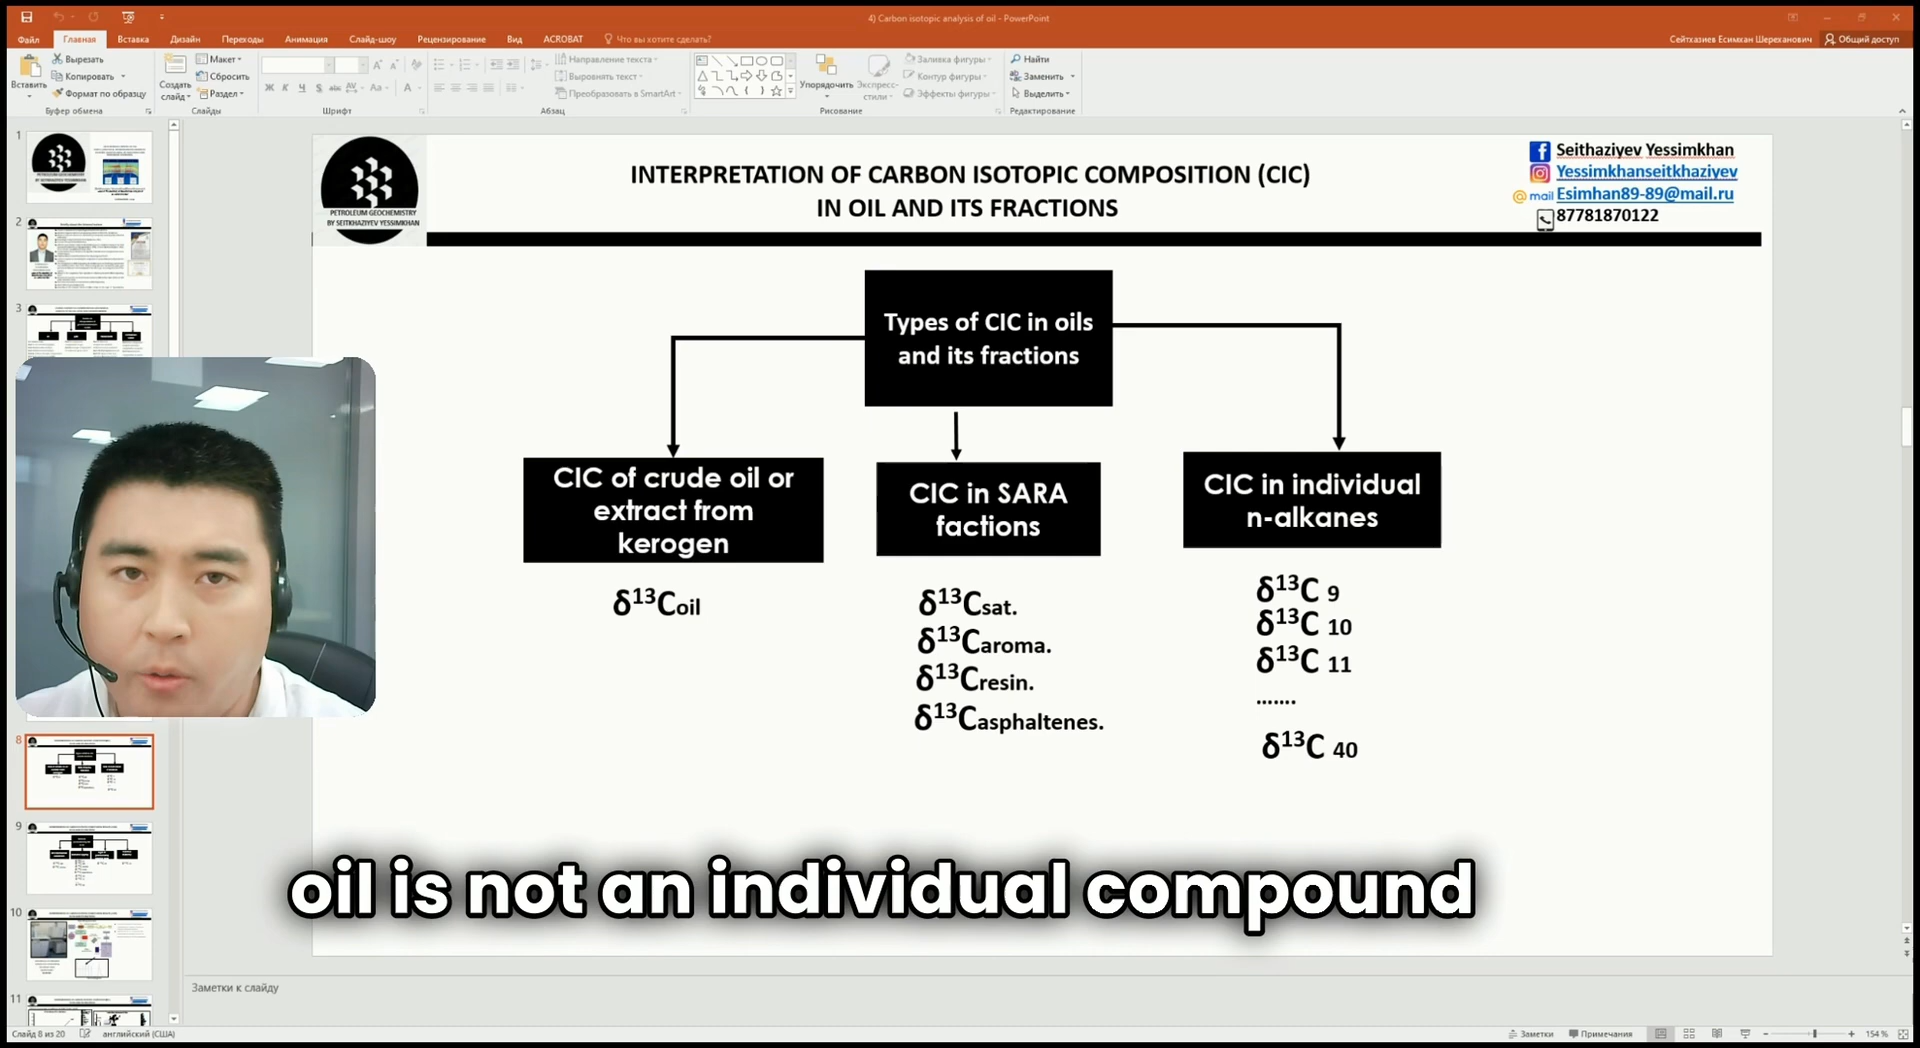 4) Carbon isotopic analysis of oil - PowerPoint
Файл Главная Вставка Дизайн Переходы Анимация Слайд-шоу Рецензирование Вид ACROBAT Что вы хотите сделать?
Сейтхазиев Есимхан Шереханович Общий доступ
Вставить
Вырезать
Копировать
Формат по образцу
Буфер обмена
Создать
слайд
Макет
Сбросить
Раздел
Слайды
Шрифт
Направление текста
Выровнять текст
Преобразовать в SmartArt
Абзац
Упорядочить
Экспресс-
стили
Заливка фигуры
Контур фигуры
Эффекты фигуры
Рисование
Найти
Заменить
Выделить
Редактирование
1
2
3
8
9
10
11
PETROLEUM GEOCHEMISTRY
BY SEITKHAZIYEV YESSIMKHAN
INTERPRETATION OF CARBON ISOTOPIC COMPOSITION (CIC)
IN OIL AND ITS FRACTIONS
Seithaziyev Yessimkhan
Yessimkhanseitkhaziyev
@ mail Esimhan89-89@mail.ru
87781870122
Types of CIC in oils
and its fractions
CIC of crude oil or
extract from
kerogen
δ¹³Coil
CIC in SARA
factions
δ¹³Csat.
δ¹³Caroma.
δ¹³Cresin.
δ¹³Casphaltenes.
CIC in individual
n-alkanes
δ¹³C 9
δ¹³C 10
δ¹³C 11
.......
δ¹³C 40
oil is not an individual compound
Заметки к слайду
Слайд 8 из 20 английский (США)
Заметки Примечания 154 %